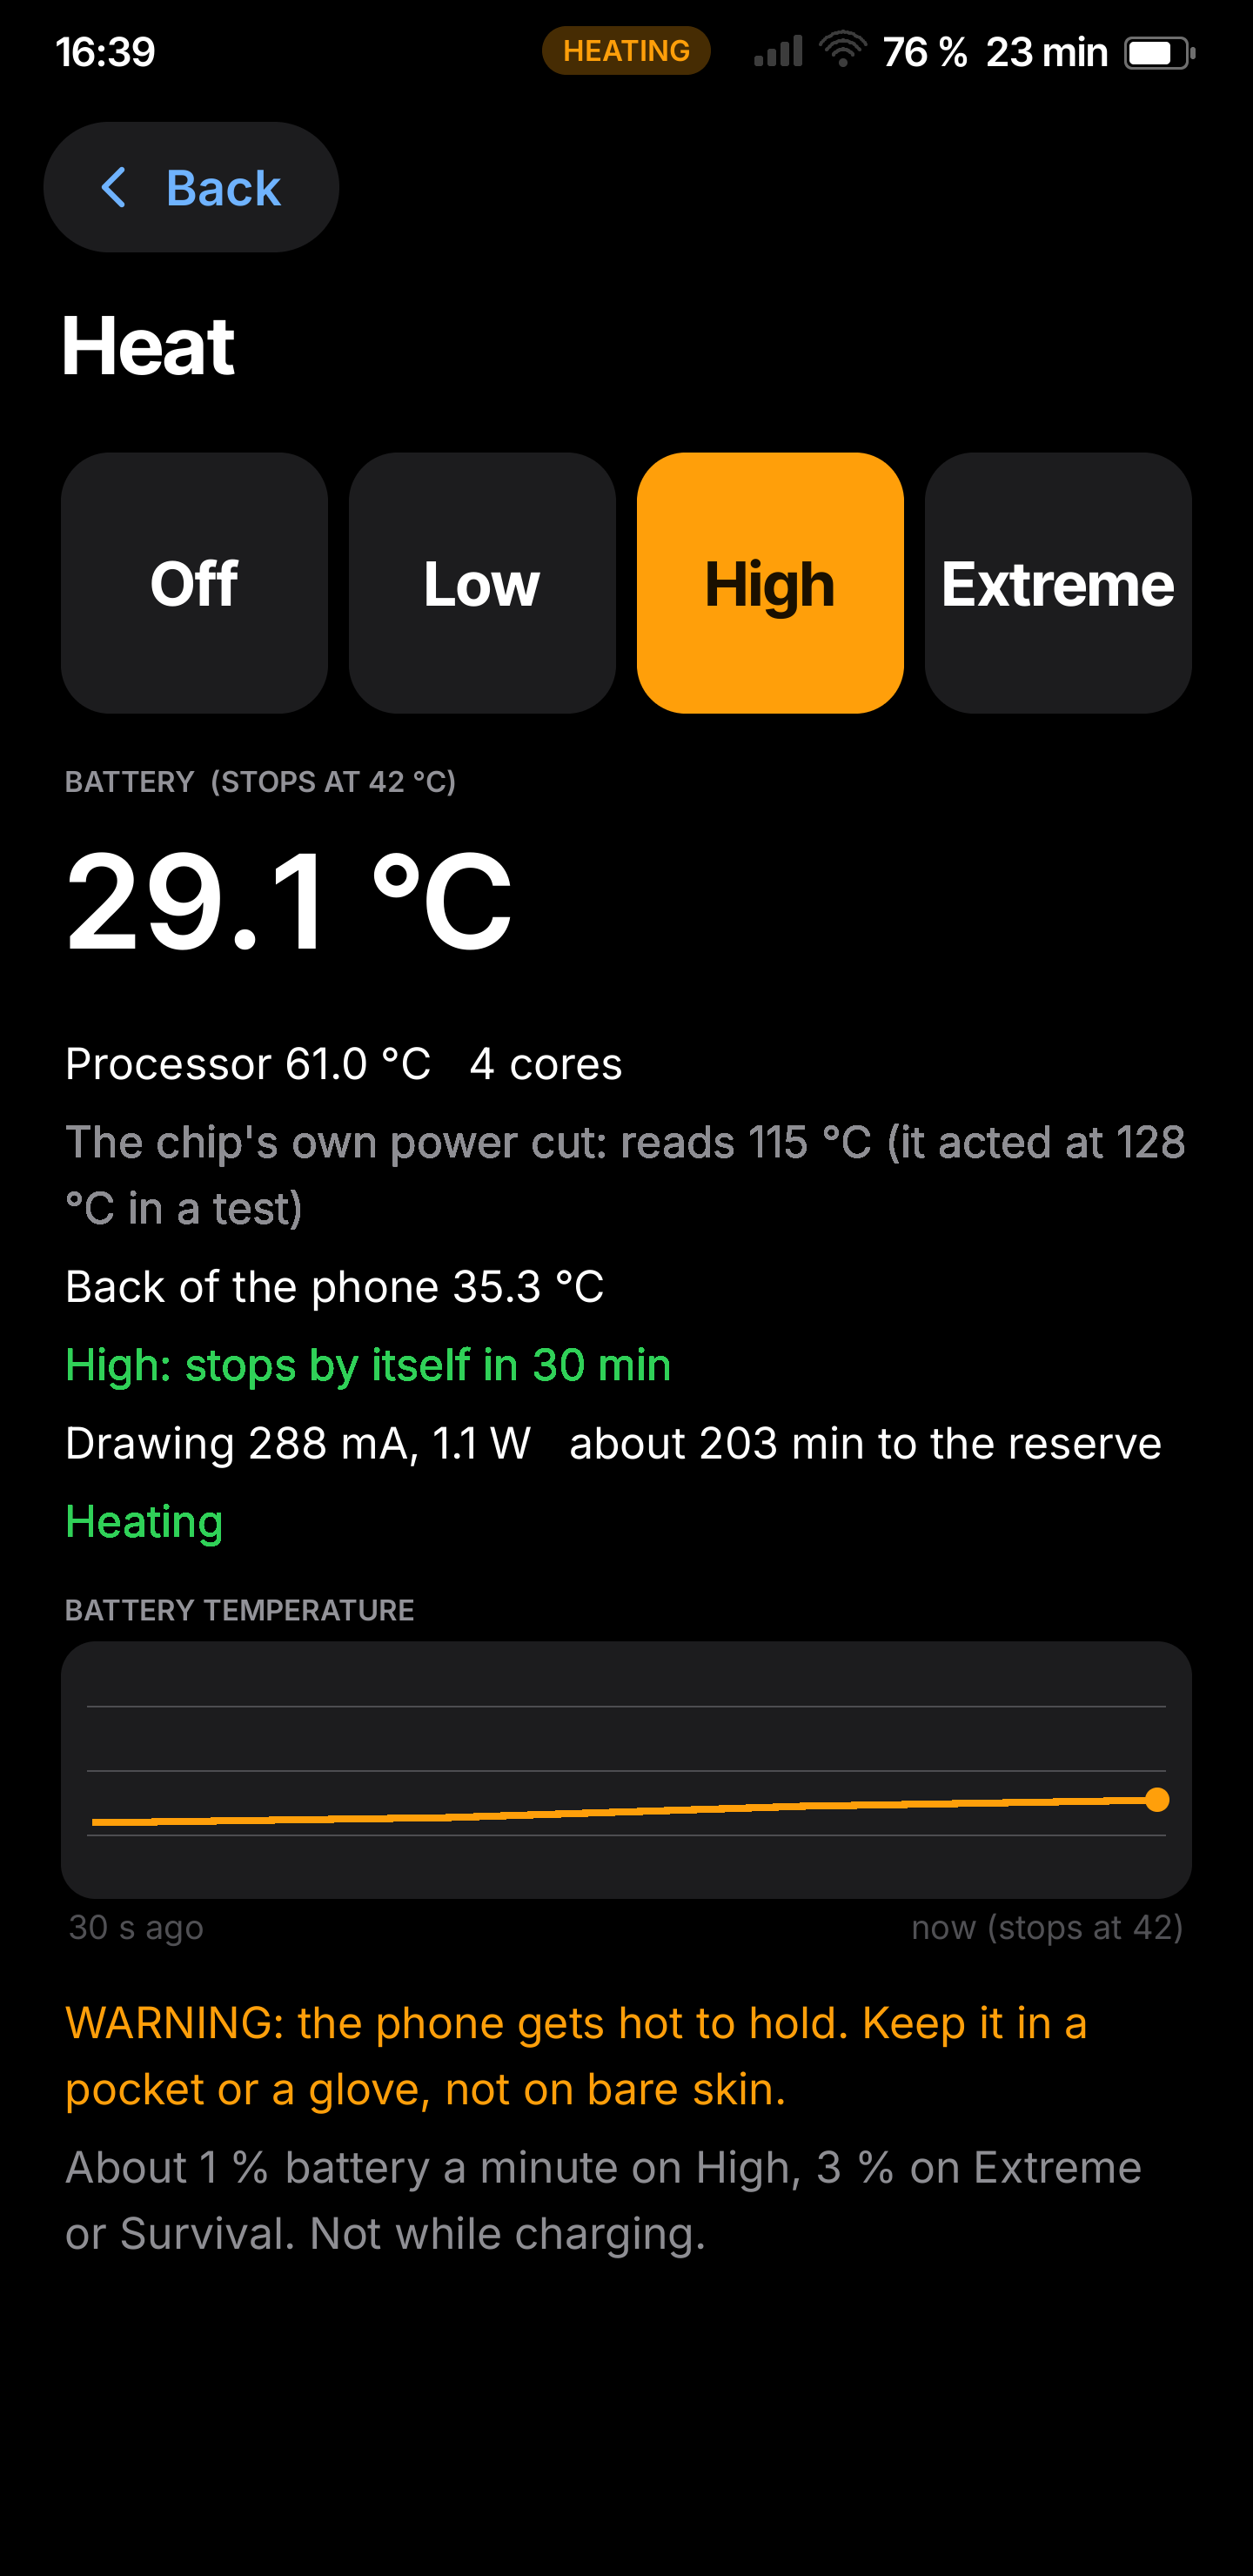 16:39 HEATING 76 % 23 min
Back
Heat
Off Low High Extreme
BATTERY (STOPS AT 42 °C)
29.1 °C
Processor 61.0 °C 4 cores
The chip's own power cut: reads 115 °C (it acted at 128
°C in a test)
Back of the phone 35.3 °C
High: stops by itself in 30 min
Drawing 288 mA, 1.1 W about 203 min to the reserve
Heating
BATTERY TEMPERATURE
30 s ago now (stops at 42)
WARNING: the phone gets hot to hold. Keep it in a
pocket or a glove, not on bare skin.
About 1 % battery a minute on High, 3 % on Extreme
or Survival. Not while charging.